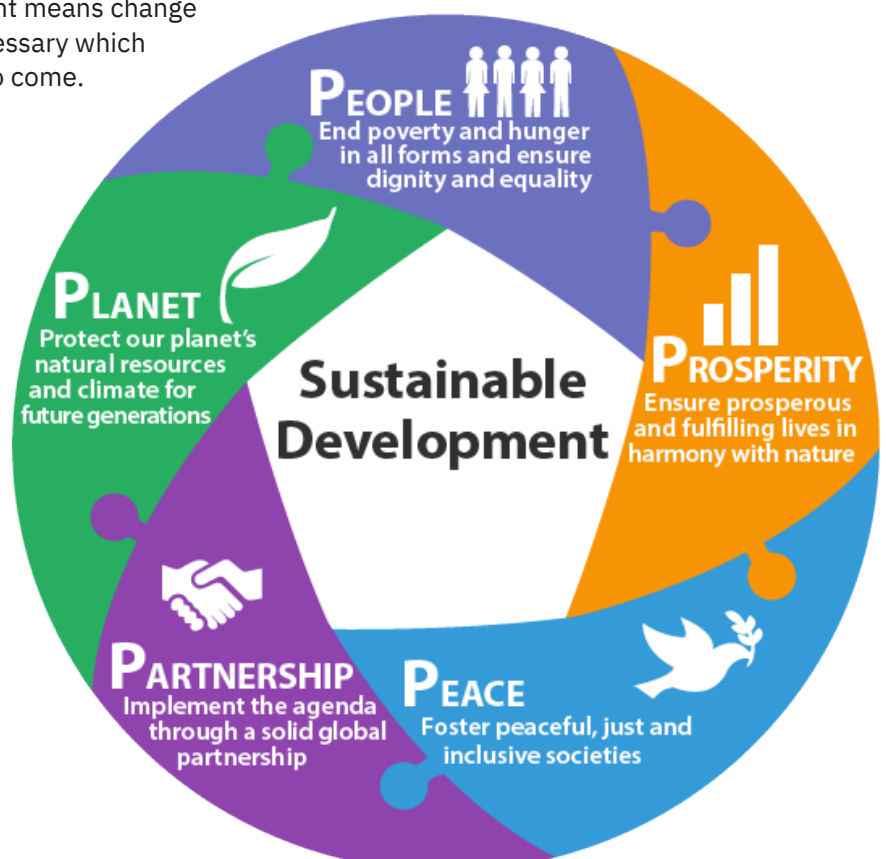 nt means change
essary which
o come.
PEOPLE
End poverty and hunger
in all forms and ensure
dignity and equality
PROSPERITY
Ensure prosperous
and fulfilling lives in
harmony with nature
PEACE
Foster peaceful, just and
inclusive societies
PARTNERSHIP
Implement the agenda
through a solid global
partnership
PLANET
Protect our planet's
natural resources
and climate for
future generations
Sustainable
Development